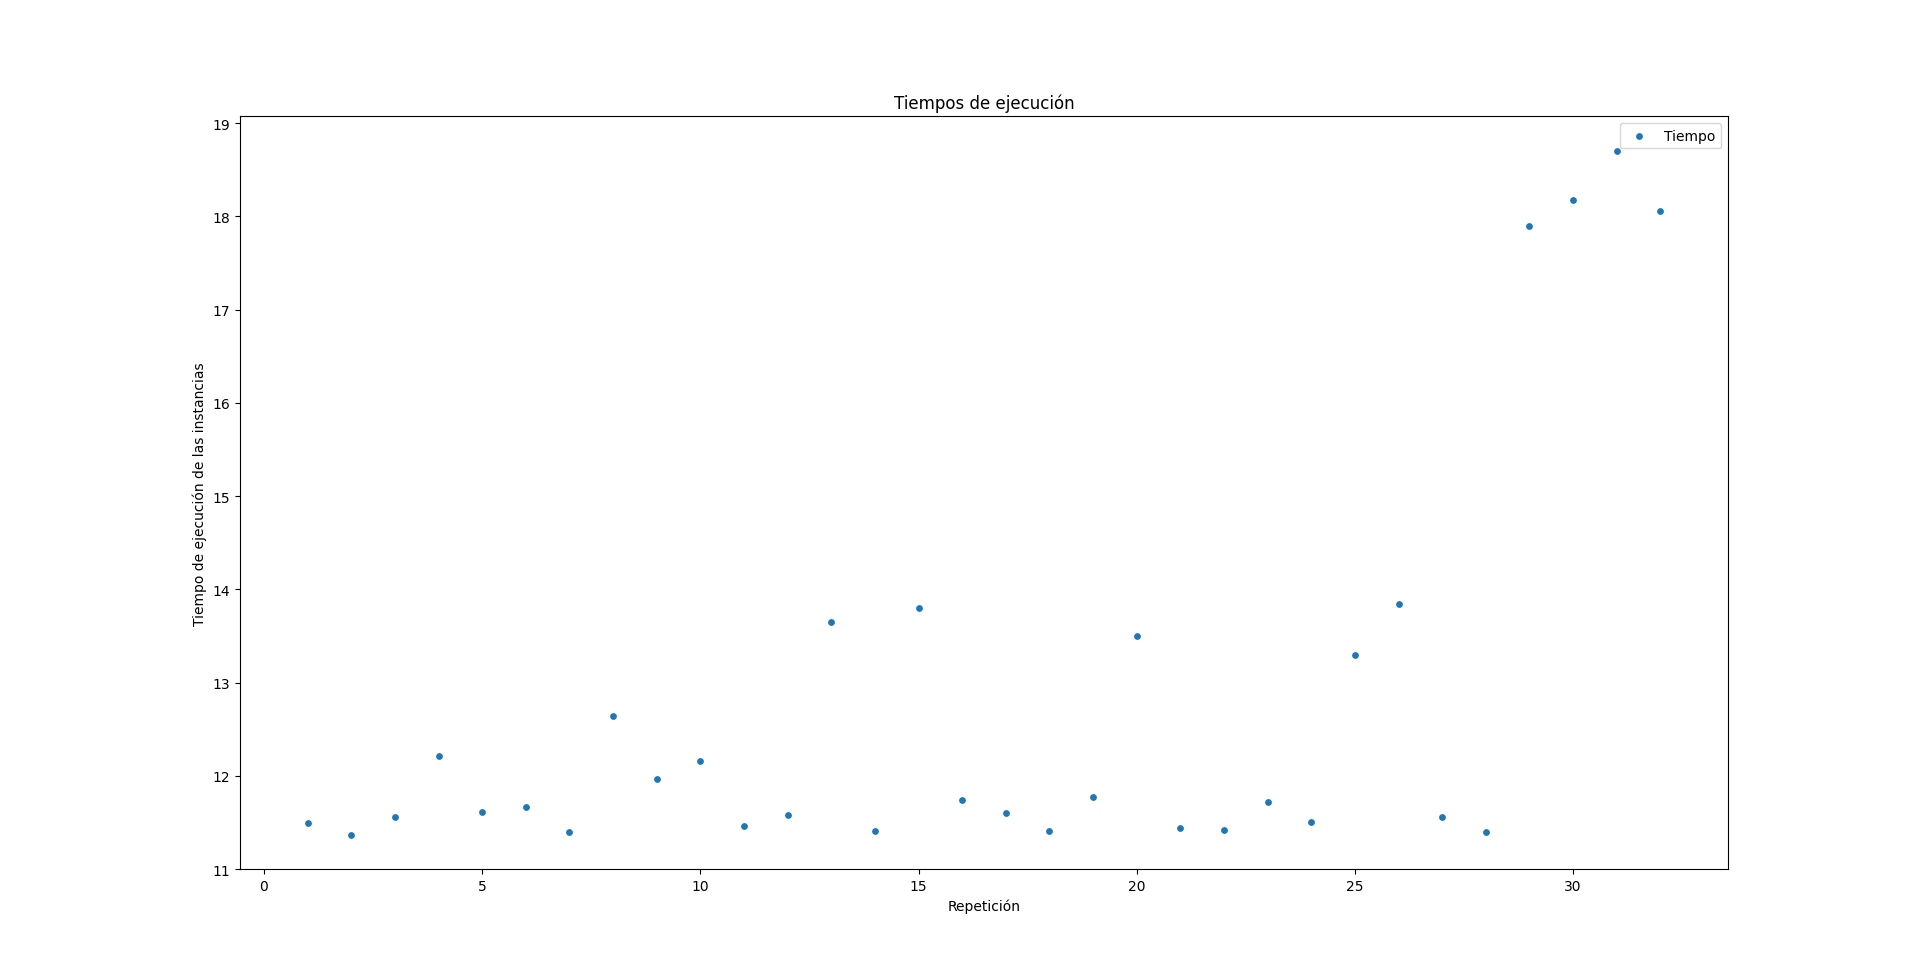 Tiempos de ejecución
Tiempo
19
18
17
16
15
14
13
12
11
Tiempo de ejecución de las instancias
0 5 10 15 20 25 30
Repetición